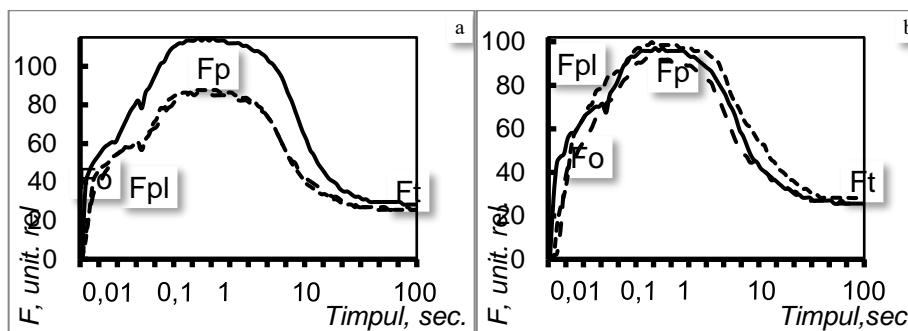 a
100
80
60
40
20
0
F, unit. rel
Fp
Fo
Fpl
Ft
0,01
0,1
1
10
100
Timpul, sec.
b
100
80
60
40
20
0
F, unit. rel
Fpl
Fp
Fo
Ft
0,01
0,1
1
10
100
Timpul,sec